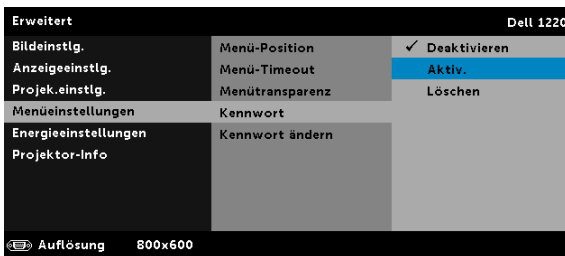 Erweitert Dell 1220
Bildeinstlg.
Anzeigeeinstlg.
Projek.einstlg.
Menüeinstellungen
Energieeinstellungen
Projektor-Info
Menü-Position
Menü-Timeout
Menütransparenz
Kennwort
Kennwort ändern
✓ Deaktivieren
Aktiv.
Löschen
Auflösung 800x600